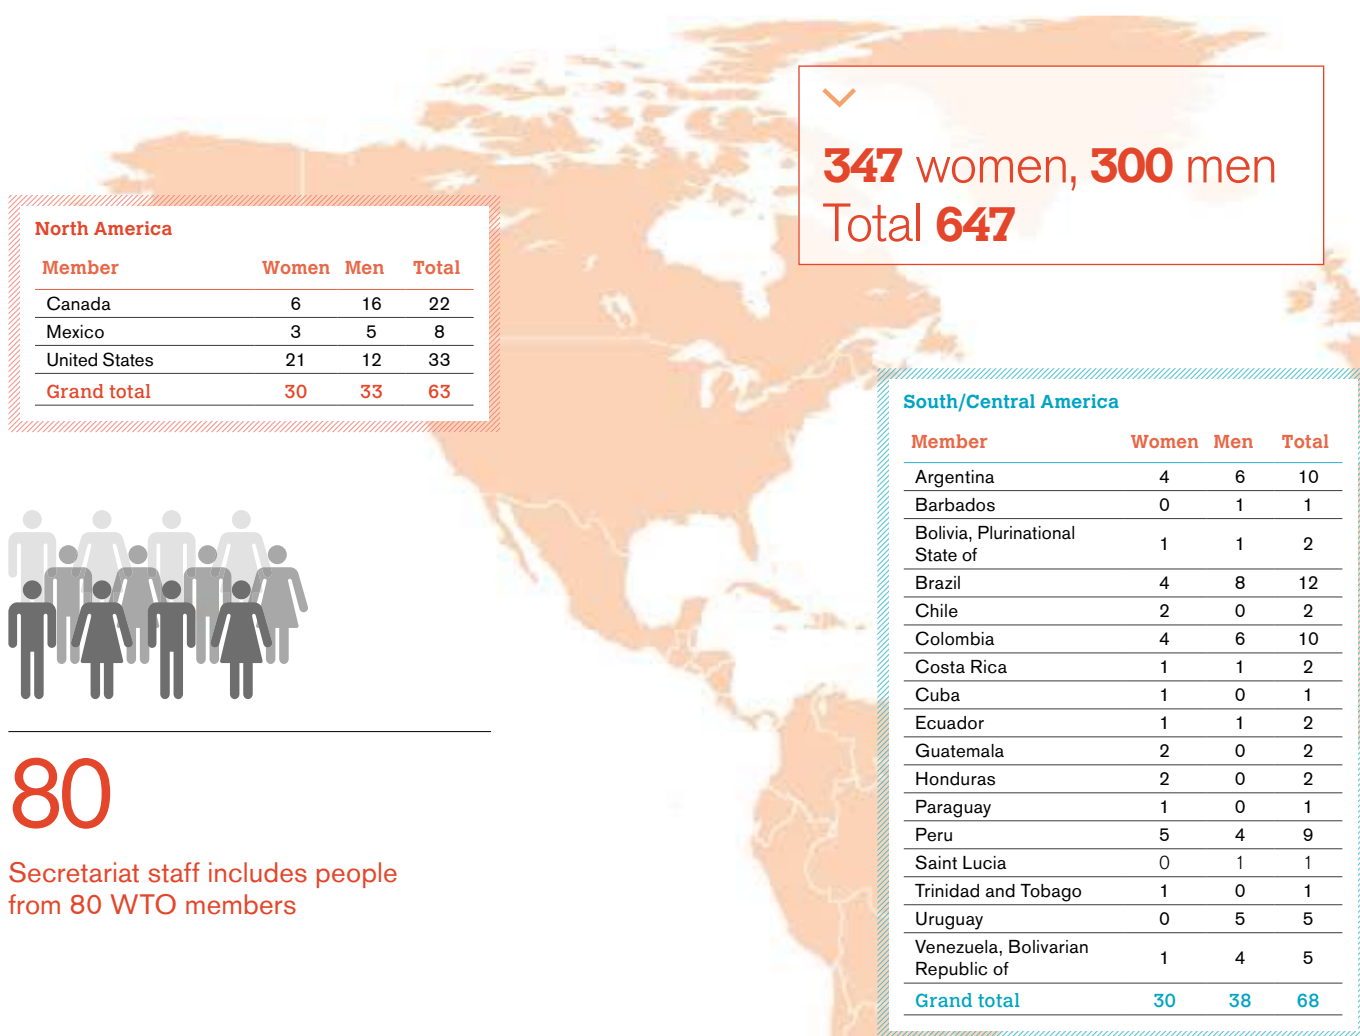 347 women, 300 men
Total 647
North America
Member Women Men Total
Canada 6 16 22
Mexico 3 5 8
United States 21 12 33
Grand total 30 33 63
South/Central America
Member Women Men Total
Argentina 4 6 10
Barbados 0 1 1
Bolivia, Plurinational
State of 1 1 2
Brazil 4 8 12
Chile 2 0 2
Colombia 4 6 10
Costa Rica 1 1 2
Cuba 1 0 1
Ecuador 1 1 2
Guatemala 2 0 2
Honduras 2 0 2
Paraguay 1 0 1
Peru 5 4 9
Saint Lucia 0 1 1
Trinidad and Tobago 1 0 1
Uruguay 0 5 5
Venezuela, Bolivarian
Republic of 1 4 5
Grand total 30 38 68
80
Secretariat staff includes people
from 80 WTO members